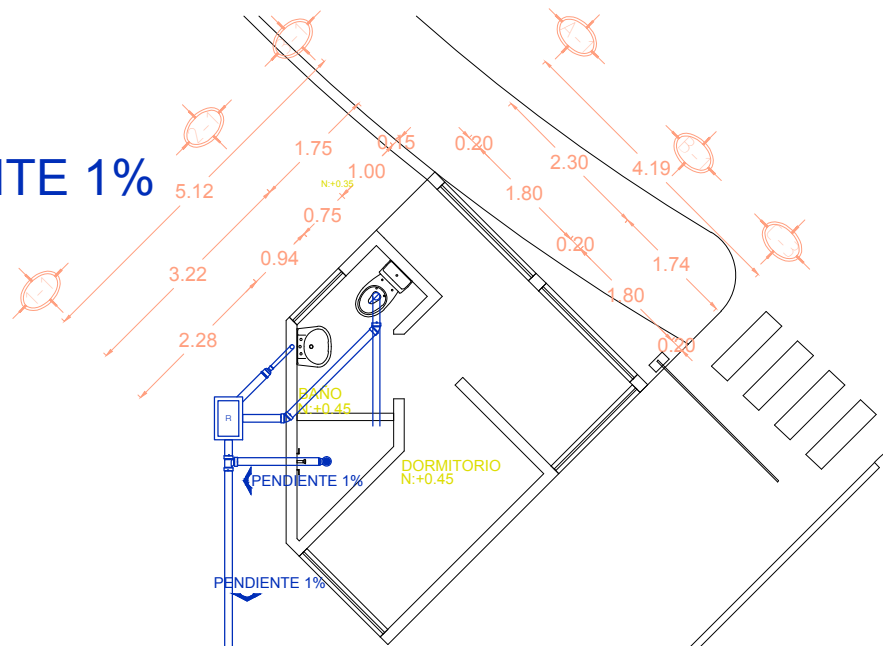 0.15
0.20
1.75
2.30
1.00
4.19
NTE 1%
N:+0.35
5.12
1.80
0.75
0.20
0.94
1.74
3.22
1.80
2.28
0.20
BAÑO
N:+0.45
R
DORMITORIO
N:+0.45
PENDIENTE 1%
PENDIENTE 1%